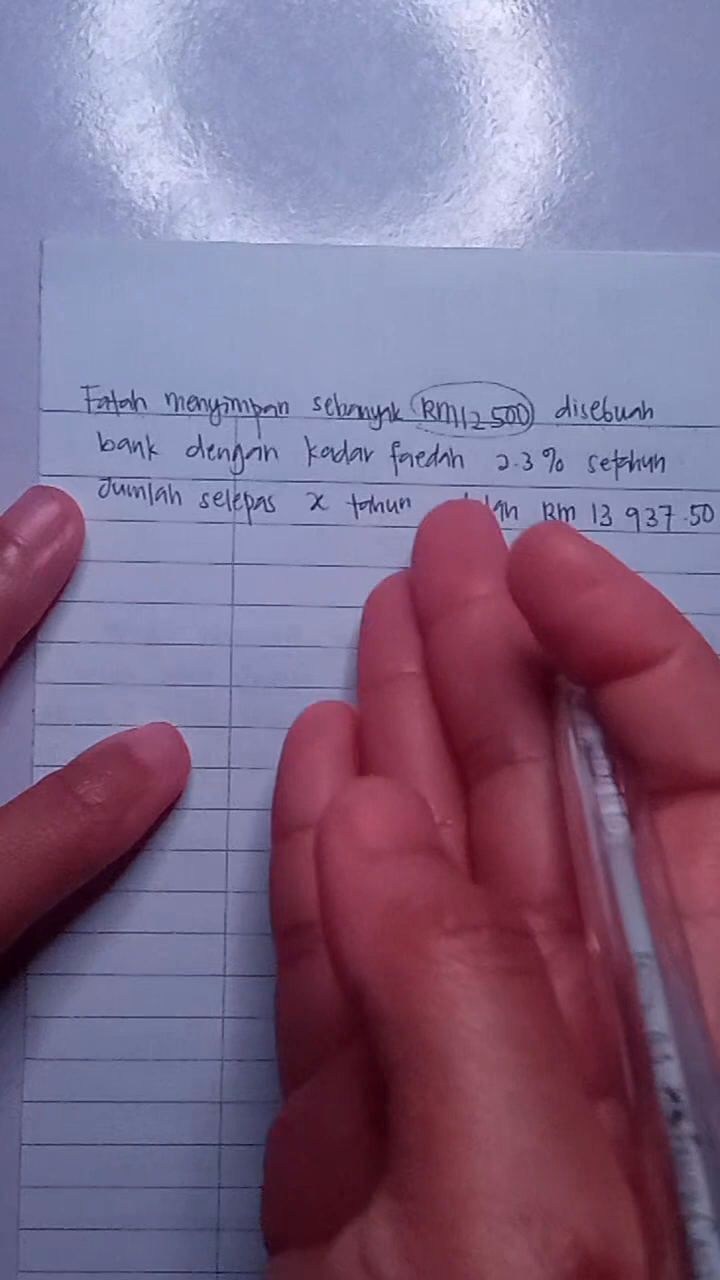 Fatah menyimpan sebanyak RM12 500 disebuah
bank dengan kadar faedah 2.3% setahun
Jumlah selepas x tahun RM 13 937.50